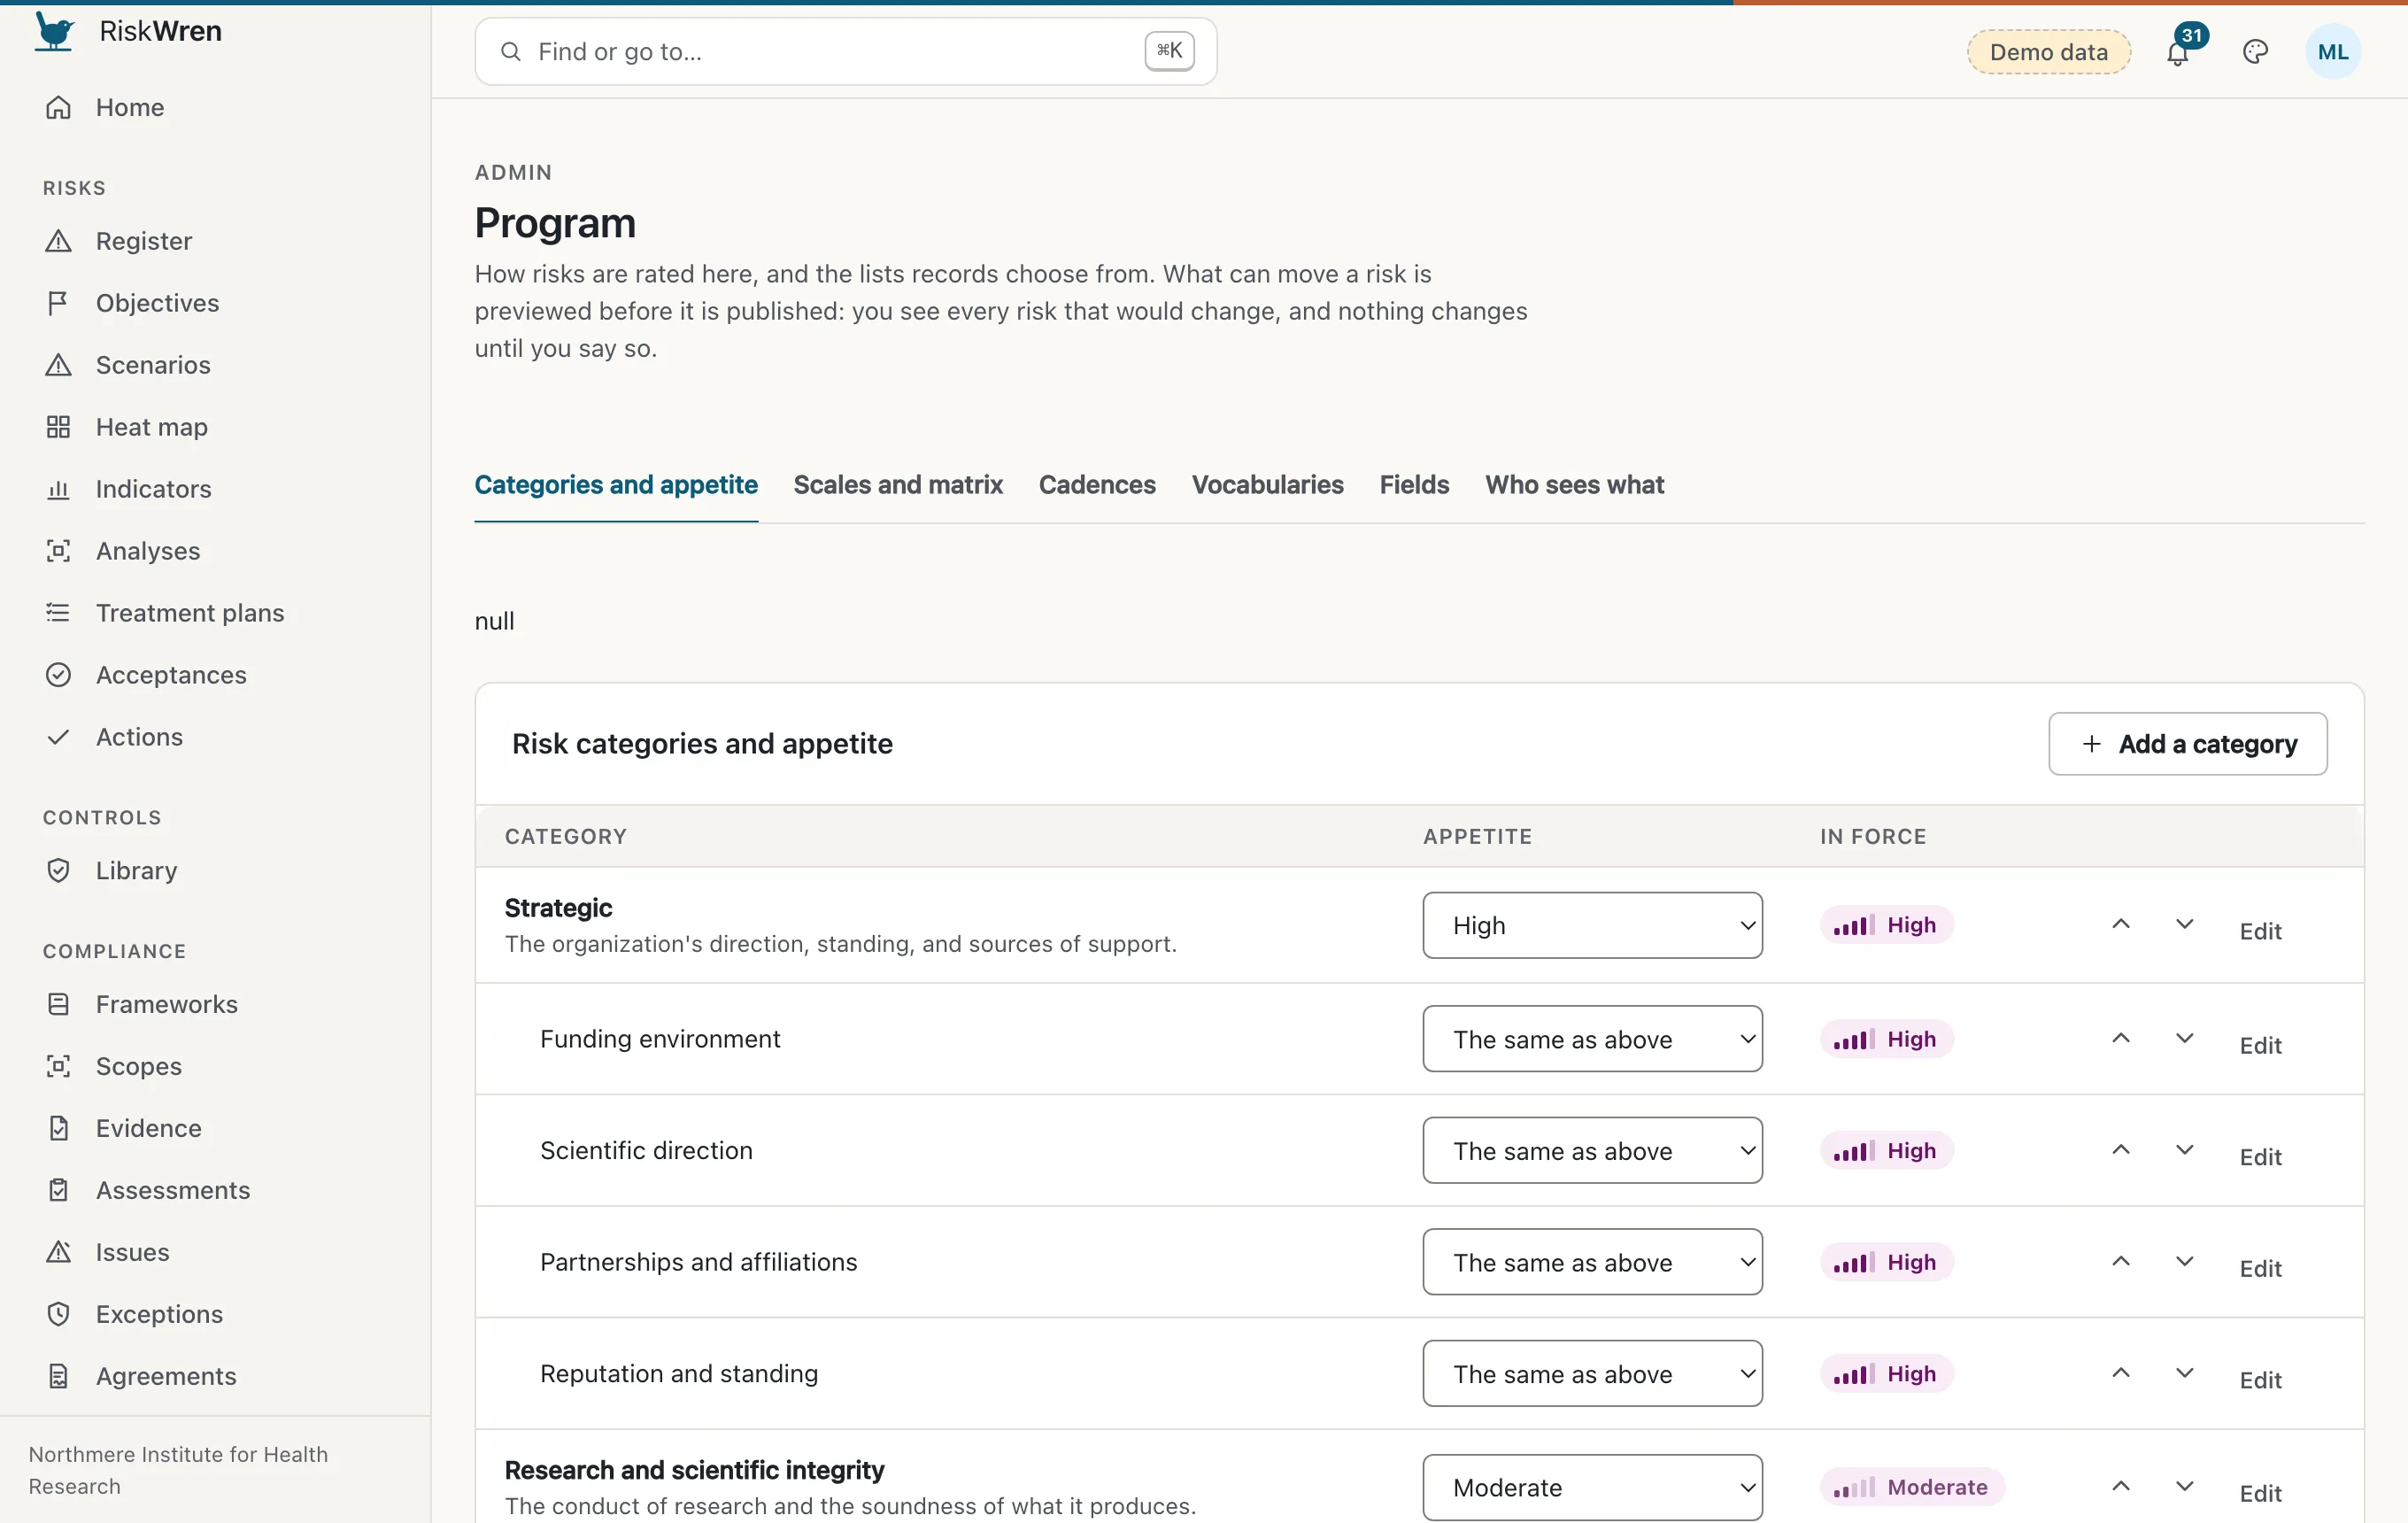 RiskWren
Find or go to...
⌘K
Demo data
31
ML
Home
RISKS
Register
Objectives
Scenarios
Heat map
Indicators
Analyses
Treatment plans
Acceptances
Actions
CONTROLS
Library
COMPLIANCE
Frameworks
Scopes
Evidence
Assessments
Issues
Exceptions
Agreements
Northmere Institute for Health
Research
ADMIN
Program
How risks are rated here, and the lists records choose from. What can move a risk is
previewed before it is published: you see every risk that would change, and nothing changes
until you say so.
Categories and appetite
Scales and matrix
Cadences
Vocabularies
Fields
Who sees what
null
Risk categories and appetite
Add a category
CATEGORY APPETITE IN FORCE
Strategic
The organization's direction, standing, and sources of support.
High
High
Edit
Funding environment
The same as above
High
Edit
Scientific direction
The same as above
High
Edit
Partnerships and affiliations
The same as above
High
Edit
Reputation and standing
The same as above
High
Edit
Research and scientific integrity
The conduct of research and the soundness of what it produces.
Moderate
Moderate
Edit